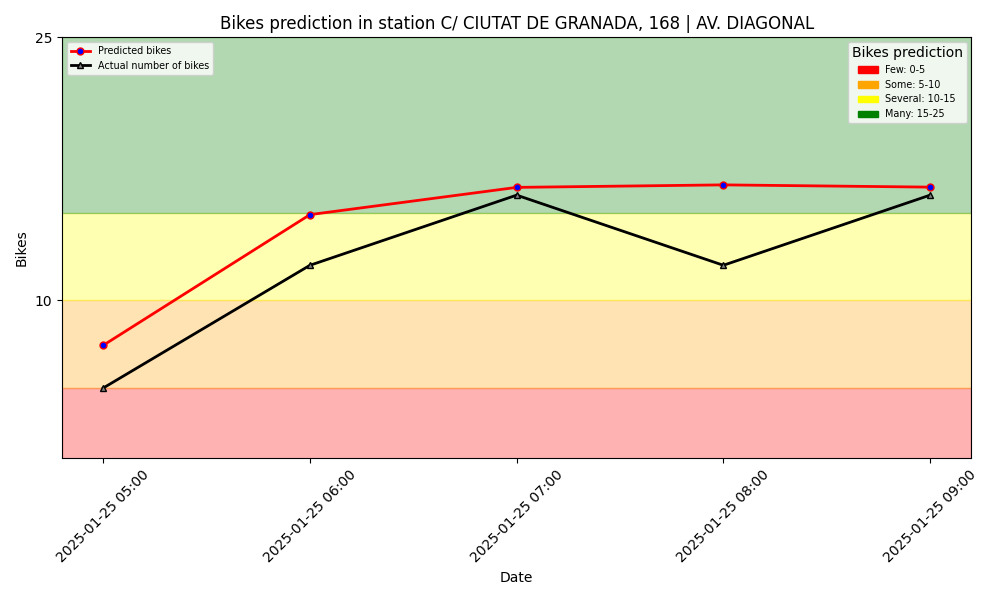 Bikes prediction in station C/ CIUTAT DE GRANADA, 168 | AV. DIAGONAL
25
10
Bikes
Predicted bikes
Actual number of bikes
Bikes prediction
Few: 0-5
Some: 5-10
Several: 10-15
Many: 15-25
2025-01-25 05:00
2025-01-25 06:00
2025-01-25 07:00
2025-01-25 08:00
2025-01-25 09:00
Date